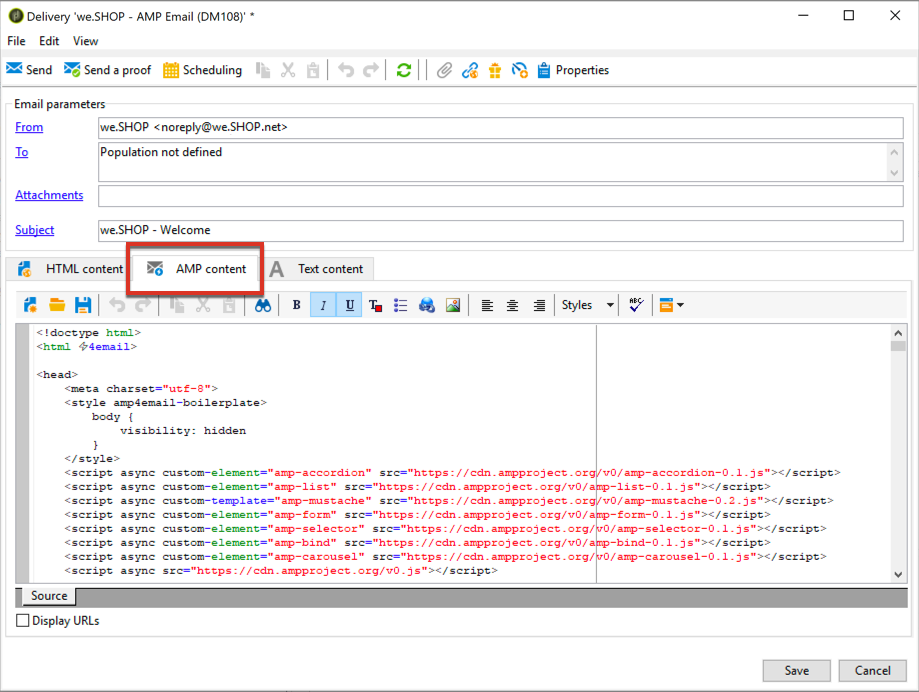 Delivery 'we.SHOP - AMP Email (DM108)' *
File Edit View
Send Send a proof Scheduling Properties
Email parameters
From we.SHOP <noreply@we.SHOP.net>
To Population not defined
Attachments
Subject we.SHOP - Welcome
HTML content AMP content A Text content
B I U T Styles ABC
<!doctype html>
<html ⚡4email>
<head>
<meta charset="utf-8">
<style amp4email-boilerplate>
body {
visibility: hidden
}
</style>
<script async custom-element="amp-accordion" src="https://cdn.ampproject.org/v0/amp-accordion-0.1.js"></script>
<script async custom-element="amp-list" src="https://cdn.ampproject.org/v0/amp-list-0.1.js"></script>
<script async custom-template="amp-mustache" src="https://cdn.ampproject.org/v0/amp-mustache-0.2.js"></script>
<script async custom-element="amp-form" src="https://cdn.ampproject.org/v0/amp-form-0.1.js"></script>
<script async custom-element="amp-selector" src="https://cdn.ampproject.org/v0/amp-selector-0.1.js"></script>
<script async custom-element="amp-bind" src="https://cdn.ampproject.org/v0/amp-bind-0.1.js"></script>
<script async custom-element="amp-carousel" src="https://cdn.ampproject.org/v0/amp-carousel-0.1.js"></script>
<script async src="https://cdn.ampproject.org/v0.js"></script>
Source
Display URLs
Save Cancel